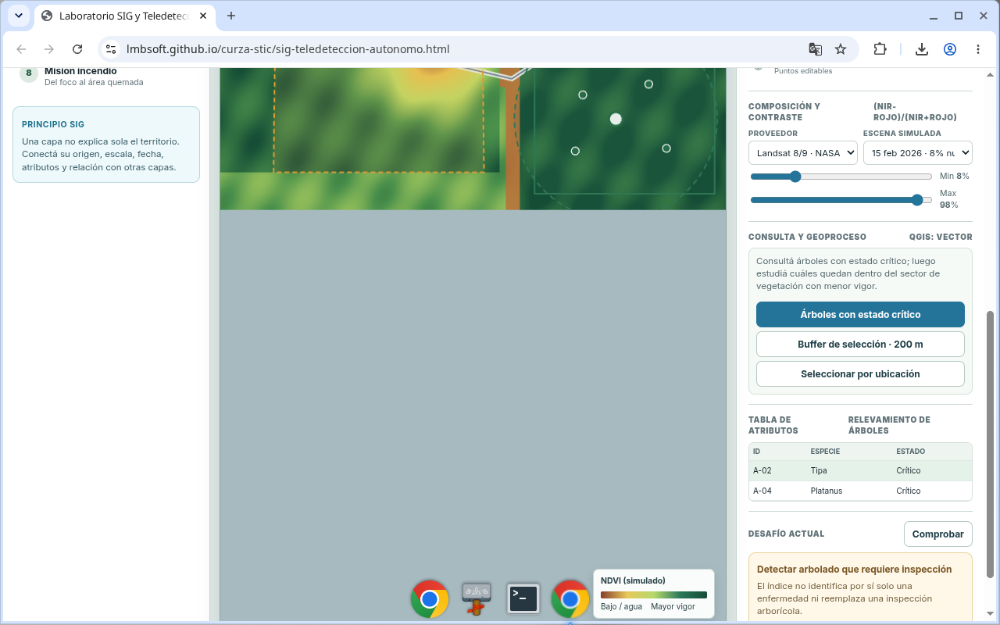 Laboratorio SIG y Teledetec
lmbsoft.github.io/curza-stic/sig-teledeteccion-autonomo.html
8
Misión Incendio
Del foco al área quemada
PRINCIPIO SIG
Una capa no explica sola el territorio.
Conectá su origen, escala, fecha,
atributos y relación con otras capas.
NDVI (simulado)
Bajo / agua Mayor vigor
Puntos editables
COMPOSICIÓN Y
CONTRASTE
(NIR-
ROJO)/(NIR+ROJO)
PROVEEDOR
ESCENA SIMULADA
Landsat 8/9 · NASA
15 feb 2026 · 8% nu
Min 8%
Max
98%
CONSULTA Y GEOPROCESO
QGIS: VECTOR
Consultá árboles con estado crítico; luego
estudiá cuáles quedan dentro del sector de
vegetación con menor vigor.
Árboles con estado crítico
Buffer de selección · 200 m
Seleccionar por ubicación
TABLA DE
ATRIBUTOS
RELEVAMIENTO DE
ÁRBOLES
ID ESPECIE ESTADO
A-02 Tipa Crítico
A-04 Platanus Crítico
DESAFÍO ACTUAL
Comprobar
Detectar arbolado que requiere inspección
El índice no identifica por sí solo una
enfermedad ni reemplaza una inspección
arborícola.